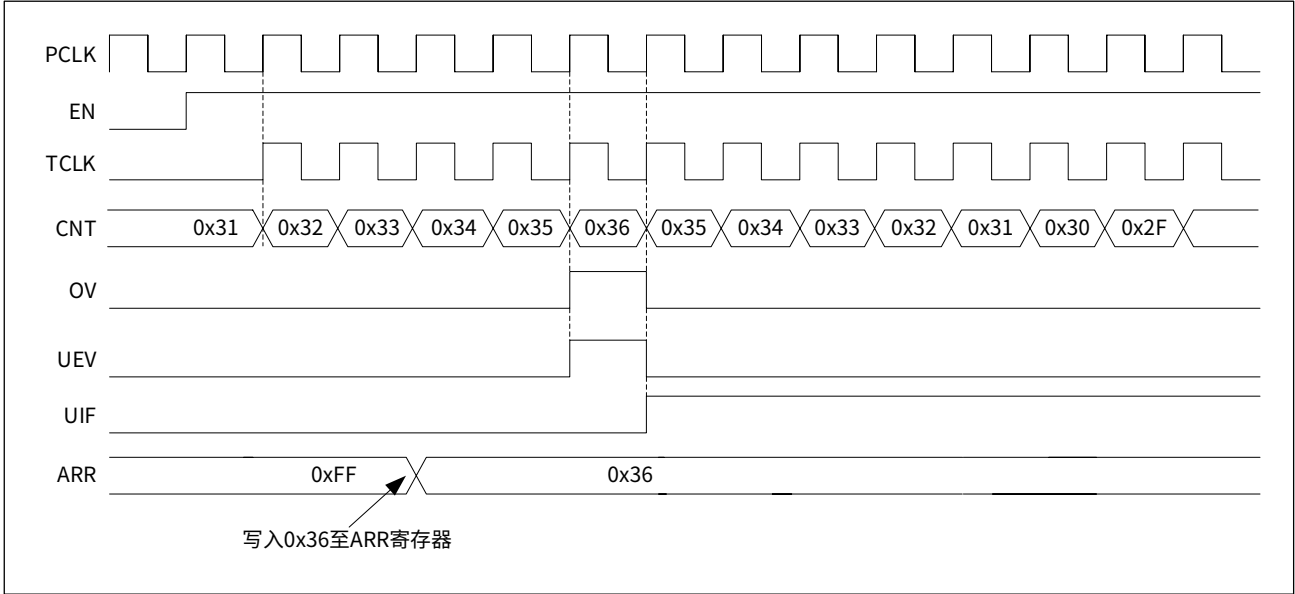 PCLK
EN
TCLK
CNT 0x31 0x32 0x33 0x34 0x35 0x36 0x35 0x34 0x33 0x32 0x31 0x30 0x2F
OV
UEV
UIF
ARR 0xFF 0x36
写入0x36至ARR寄存器